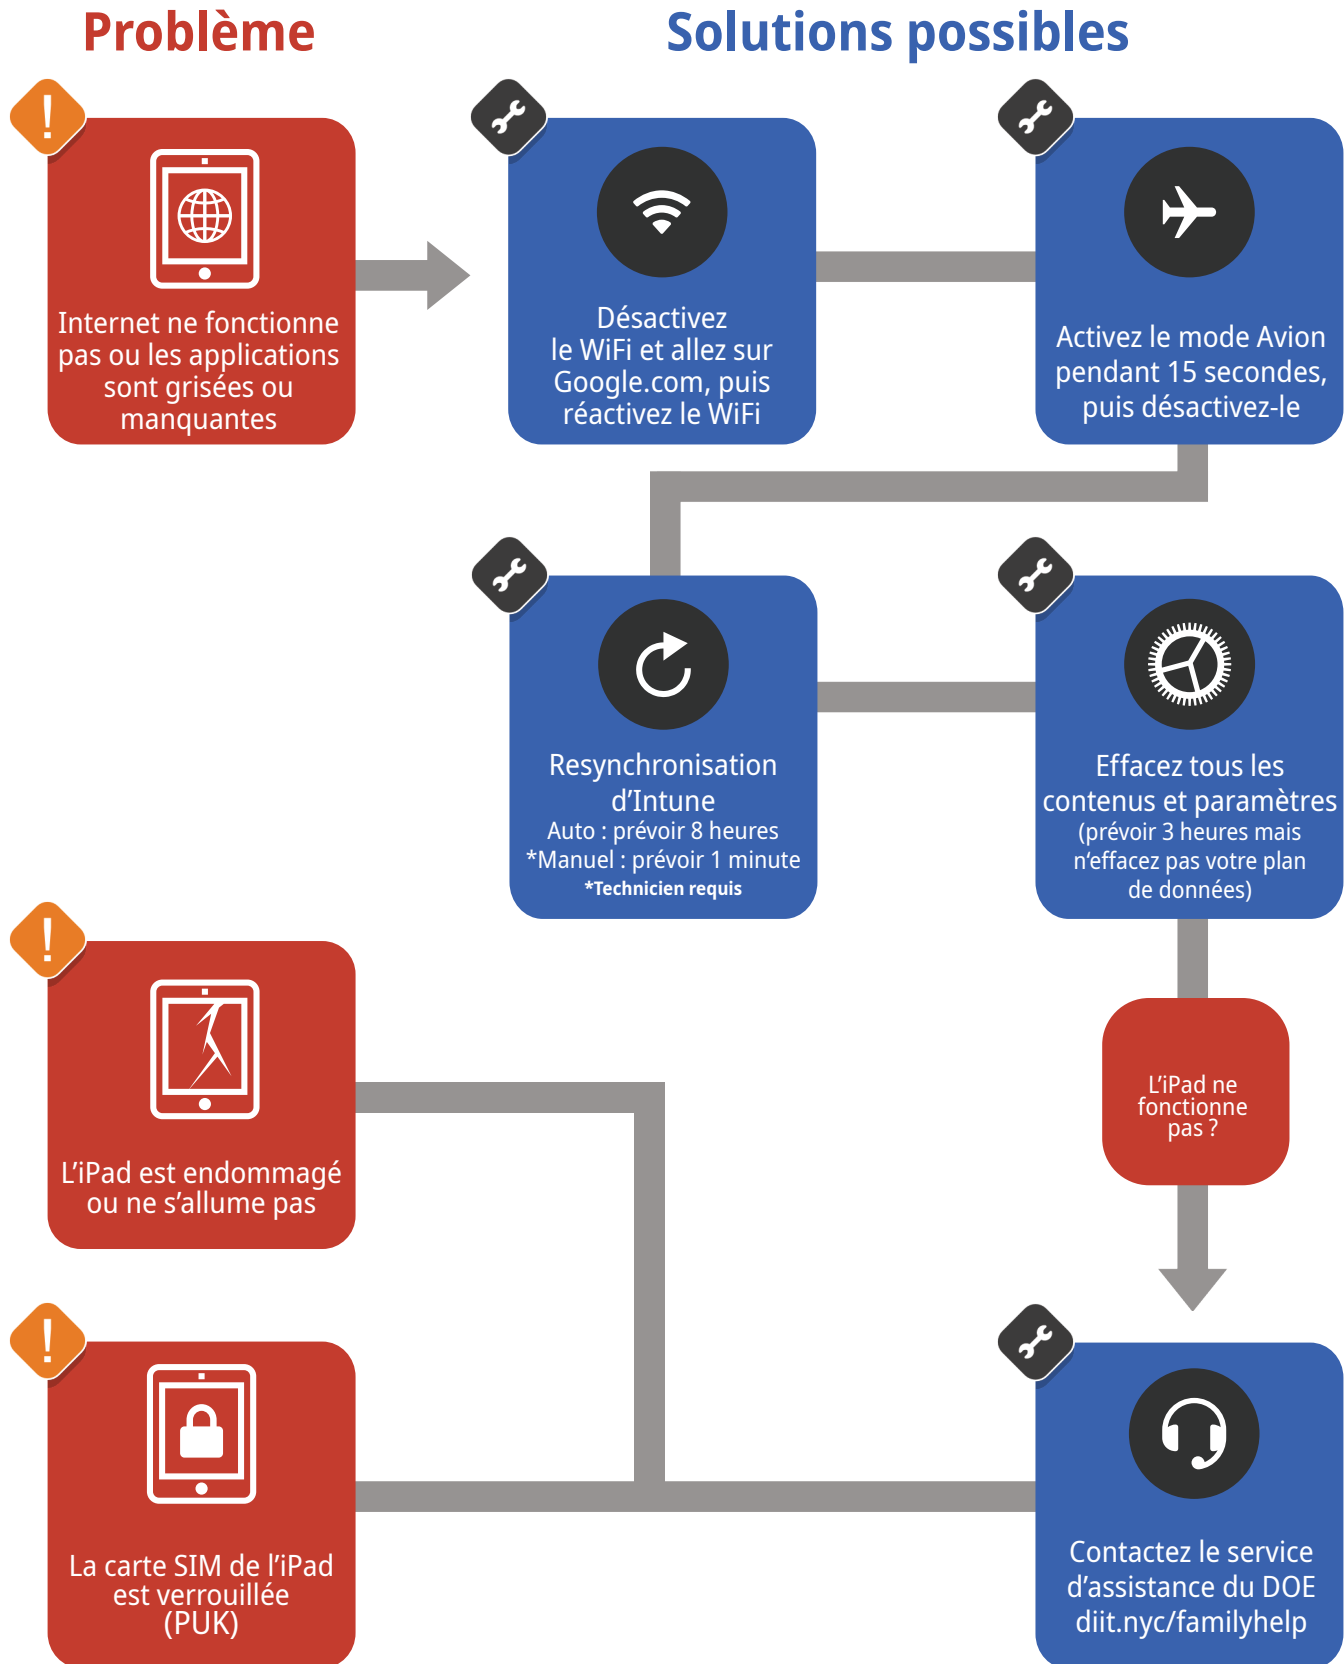 Problème
Solutions possibles
!
Internet ne fonctionne
pas ou les applications
sont grisées ou
manquantes
Désactivez
le WiFi et allez sur
Google.com, puis
réactivez le WiFi
Activez le mode Avion
pendant 15 secondes,
puis désactivez-le
Resynchronisation
d’Intune
Auto : prévoir 8 heures
*Manuel : prévoir 1 minute
*Technicien requis
Effacez tous les
contenus et paramètres
(prévoir 3 heures mais
n‘effacez pas votre plan
de données)
!
L’iPad est endommagé
ou ne s’allume pas
L’iPad ne
fonctionne
pas ?
!
La carte SIM de l’iPad
est verrouillée
(PUK)
Contactez le service
d’assistance du DOE
diit.nyc/familyhelp